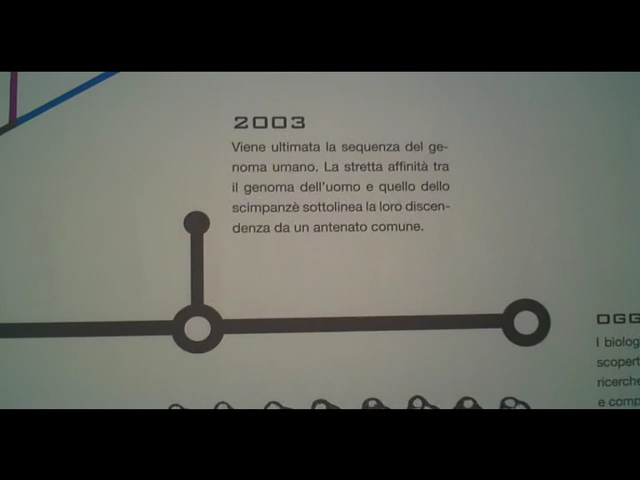 2003
Viene ultimata la sequenza del ge-
noma umano. La stretta affinità tra
il genoma dell'uomo e quello dello
scimpanzè sottolinea la loro discen-
denza da un antenato comune.
OGG
I biolog
scopert
ricerche
e comp